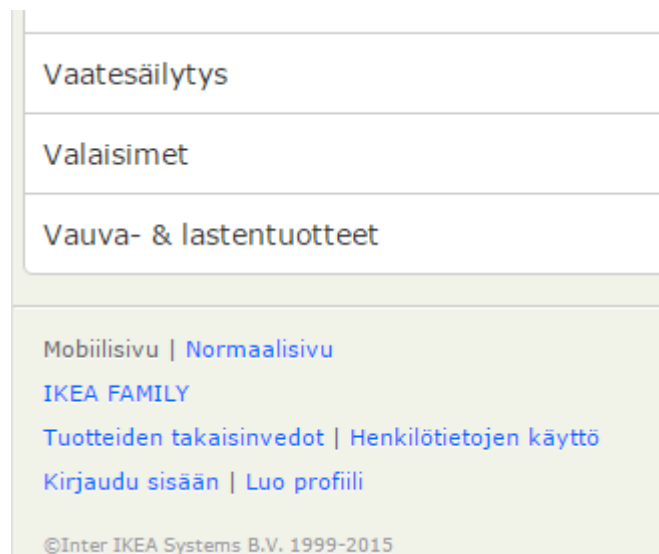 Vaatesäilytys
Valaisimet
Vauva- & lastentuotteet
Mobiilisivu | Normaalisivu
IKEA FAMILY
Tuotteiden takaisinvedot | Henkilötietojen käyttö
Kirjaudu sisään | Luo profiili
©Inter IKEA Systems B.V. 1999-2015